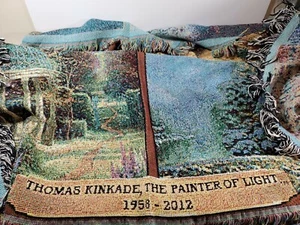 THOMAS KINKADE, THE PAINTER OF LIGHT...
1958 - 2012